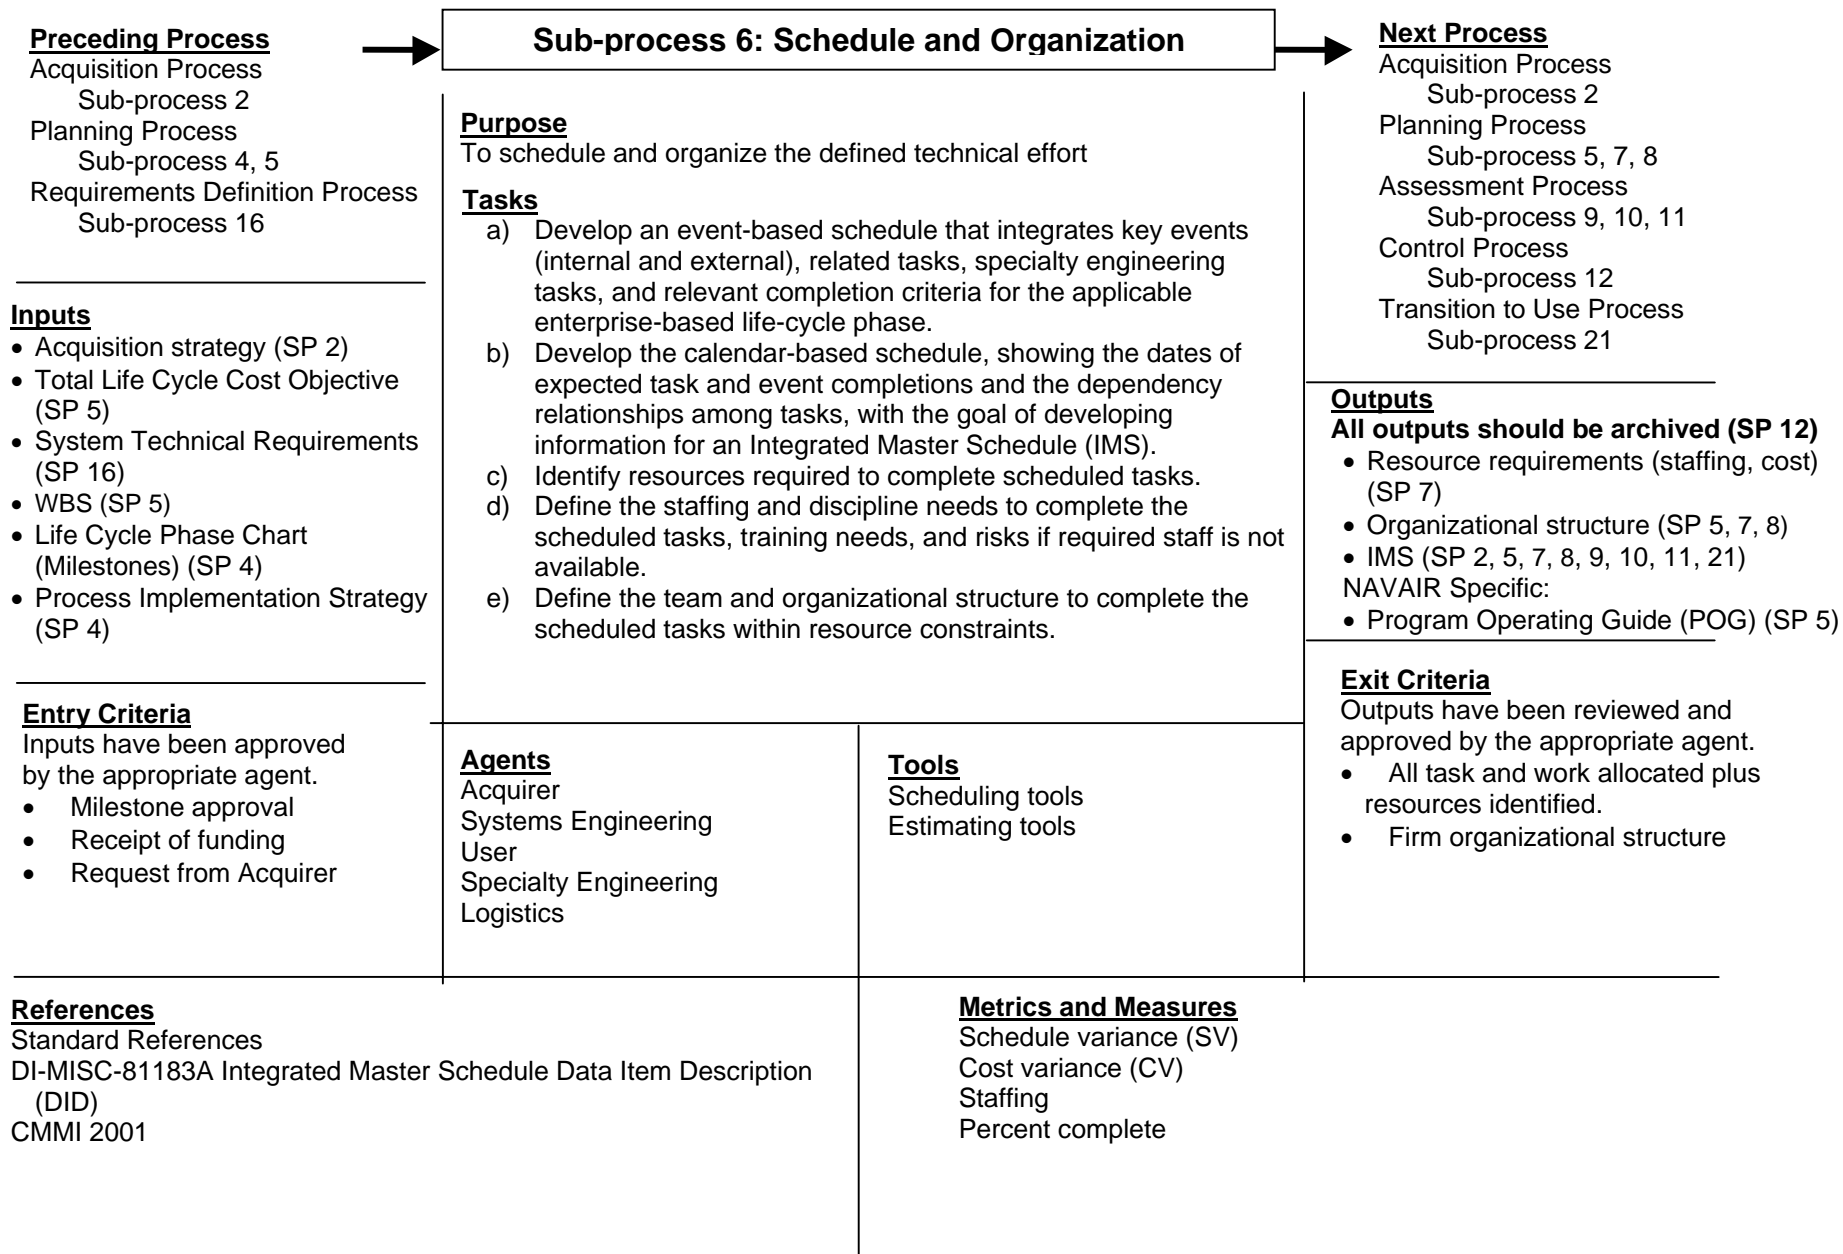 Preceding Process
Acquisition Process
Sub-process 2
Planning Process
Sub-process 4, 5
Requirements Definition Process
Sub-process 16
Inputs
• Acquisition strategy (SP 2)
• Total Life Cycle Cost Objective
(SP 5)
• System Technical Requirements
(SP 16)
• WBS (SP 5)
• Life Cycle Phase Chart
(Milestones) (SP 4)
• Process Implementation Strategy
(SP 4)
Entry Criteria
Inputs have been approved
by the appropriate agent.
• Milestone approval
• Receipt of funding
• Request from Acquirer
Sub-process 6: Schedule and Organization
Purpose
To schedule and organize the defined technical effort
Tasks
a) Develop an event-based schedule that integrates key events
(internal and external), related tasks, specialty engineering
tasks, and relevant completion criteria for the applicable
enterprise-based life-cycle phase.
b) Develop the calendar-based schedule, showing the dates of
expected task and event completions and the dependency
relationships among tasks, with the goal of developing
information for an Integrated Master Schedule (IMS).
c) Identify resources required to complete scheduled tasks.
d) Define the staffing and discipline needs to complete the
scheduled tasks, training needs, and risks if required staff is not
available.
e) Define the team and organizational structure to complete the
scheduled tasks within resource constraints.
Agents
Acquirer
Systems Engineering
User
Specialty Engineering
Logistics
Tools
Scheduling tools
Estimating tools
Next Process
Acquisition Process
Sub-process 2
Planning Process
Sub-process 5, 7, 8
Assessment Process
Sub-process 9, 10, 11
Control Process
Sub-process 12
Transition to Use Process
Sub-process 21
Outputs
All outputs should be archived (SP 12)
• Resource requirements (staffing, cost)
(SP 7)
• Organizational structure (SP 5, 7, 8)
• IMS (SP 2, 5, 7, 8, 9, 10, 11, 21)
NAVAIR Specific:
• Program Operating Guide (POG) (SP 5)
Exit Criteria
Outputs have been reviewed and
approved by the appropriate agent.
• All task and work allocated plus
resources identified.
• Firm organizational structure
References
Standard References
DI-MISC-81183A Integrated Master Schedule Data Item Description
(DID)
CMMI 2001
Metrics and Measures
Schedule variance (SV)
Cost variance (CV)
Staffing
Percent complete